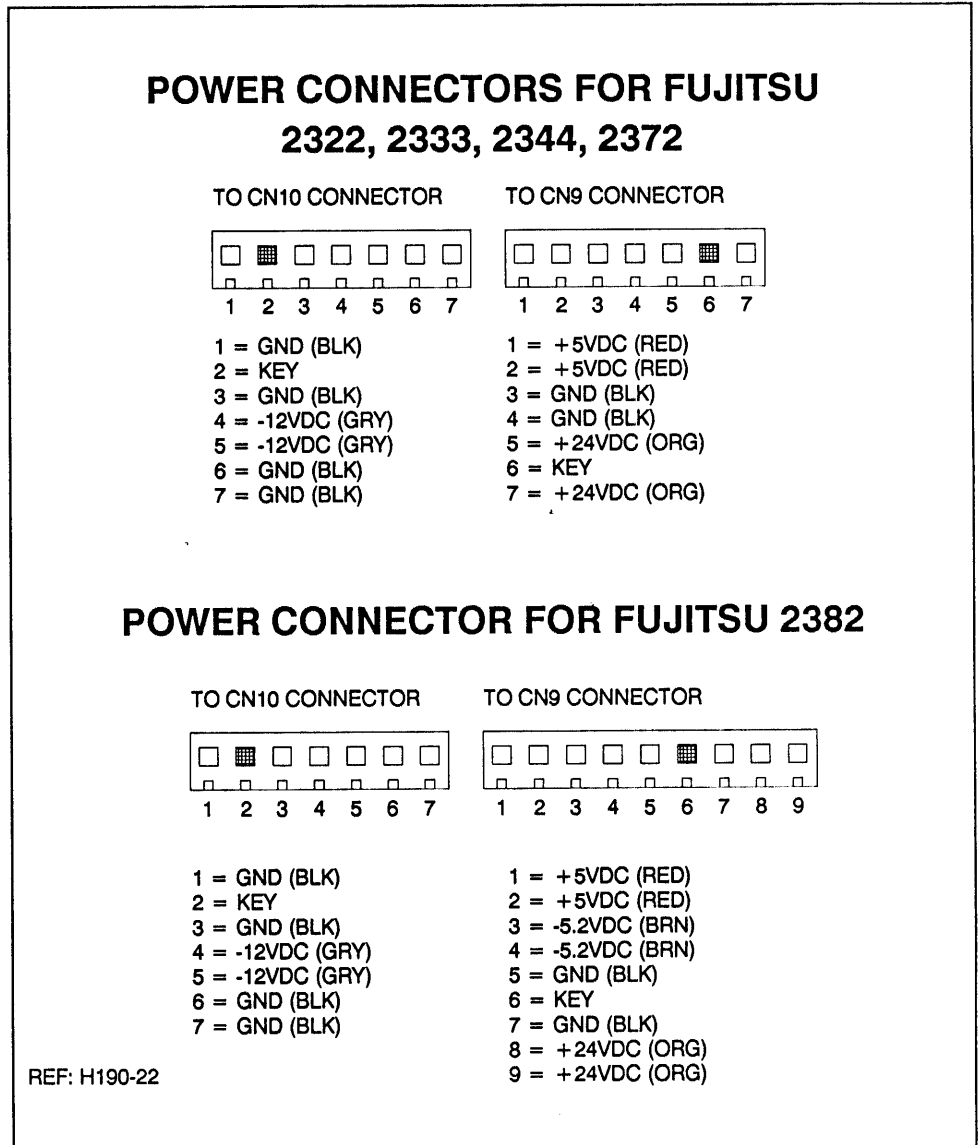 POWER CONNECTORS FOR FUJITSU
2322, 2333, 2344, 2372
TO CN10 CONNECTOR
1 2 3 4 5 6 7
1 = GND (BLK)
2 = KEY
3 = GND (BLK)
4 = -12VDC (GRY)
5 = -12VDC (GRY)
6 = GND (BLK)
7 = GND (BLK)
TO CN9 CONNECTOR
1 2 3 4 5 6 7
1 = +5VDC (RED)
2 = +5VDC (RED)
3 = GND (BLK)
4 = GND (BLK)
5 = +24VDC (ORG)
6 = KEY
7 = +24VDC (ORG)
POWER CONNECTOR FOR FUJITSU 2382
TO CN10 CONNECTOR
1 2 3 4 5 6 7
1 = GND (BLK)
2 = KEY
3 = GND (BLK)
4 = -12VDC (GRY)
5 = -12VDC (GRY)
6 = GND (BLK)
7 = GND (BLK)
TO CN9 CONNECTOR
1 2 3 4 5 6 7 8 9
1 = +5VDC (RED)
2 = +5VDC (RED)
3 = -5.2VDC (BRN)
4 = -5.2VDC (BRN)
5 = GND (BLK)
6 = KEY
7 = GND (BLK)
8 = +24VDC (ORG)
9 = +24VDC (ORG)
REF: H190-22